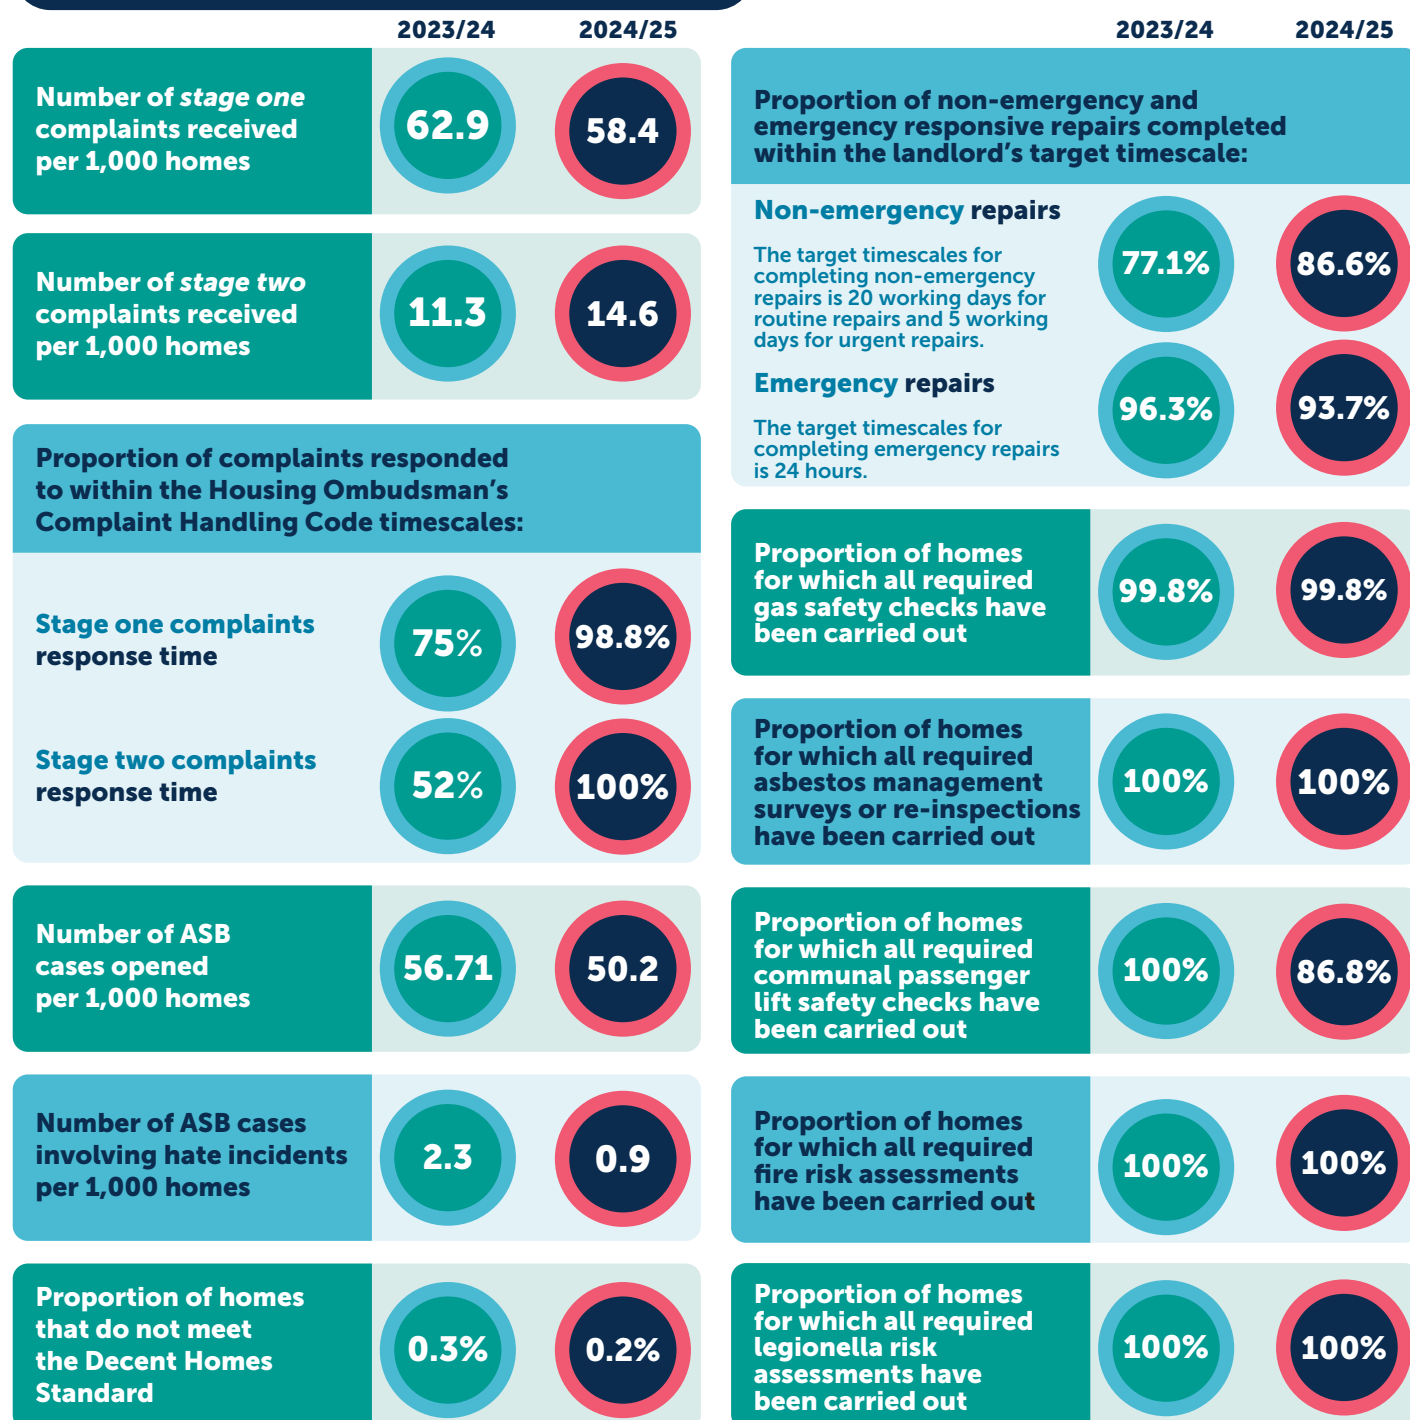 2023/24 2024/25
Number of stage one
complaints received
per 1,000 homes
62.9 58.4
Number of stage two
complaints received
per 1,000 homes
11.3 14.6
Proportion of complaints responded
to within the Housing Ombudsman's
Complaint Handling Code timescales:
Stage one complaints
response time
75% 98.8%
Stage two complaints
response time
52% 100%
Number of ASB
cases opened
per 1,000 homes
56.71 50.2
Number of ASB cases
involving hate incidents
per 1,000 homes
2.3 0.9
Proportion of homes
that do not meet
the Decent Homes
Standard
0.3% 0.2%
2023/24 2024/25
Proportion of non-emergency and
emergency responsive repairs completed
within the landlord's target timescale:
Non-emergency repairs
The target timescales for
completing non-emergency
repairs is 20 working days for
routine repairs and 5 working
days for urgent repairs.
77.1% 86.6%
Emergency repairs
The target timescales for
completing emergency repairs
is 24 hours.
96.3% 93.7%
Proportion of homes
for which all required
gas safety checks have
been carried out
99.8% 99.8%
Proportion of homes
for which all required
asbestos management
surveys or re-inspections
have been carried out
100% 100%
Proportion of homes
for which all required
communal passenger
lift safety checks have
been carried out
100% 86.8%
Proportion of homes
for which all required
fire risk assessments
have been carried out
100% 100%
Proportion of homes
for which all required
legionella risk
assessments have
been carried out
100% 100%